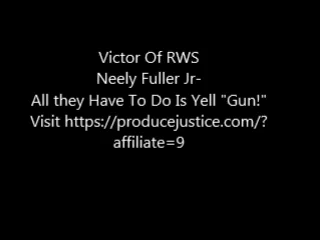 Victor Of RWS
Neely Fuller Jr-
All they Have To Do Is Yell "Gun!"
Visit https://producejustice.com/?
affiliate=9